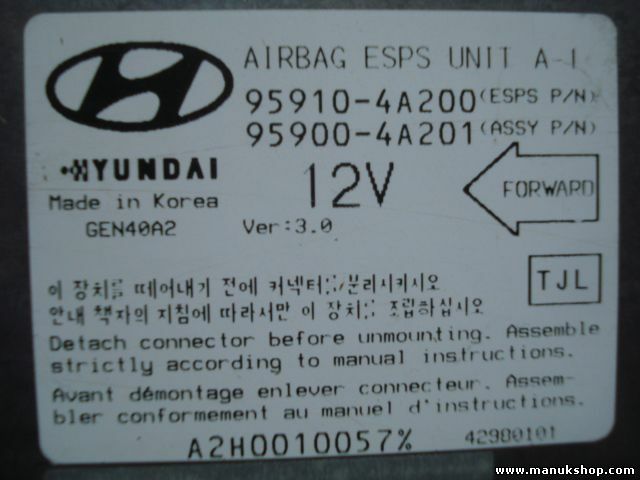 AIRBAG ESPS UNIT A-1
95910-4A200 (ESPS P/N)
95900-4A201 (ASSY P/N)
HYUNDAI
12V
FORWARD
Made in Korea
GEN40A2
Ver:3.0
TJL
이 장치를 떼어내기 전에 커넥터를/분리시키시오
안내 책자의 지침에 따라서만 이 장치를 조립하십시오
Detach connector before unmounting. Assemble
strictly according to manual instructions.
Avant démontage enlever connecteur. Assem-
bler conformement au manuel d'instructions.
A2H0010057%
42980101
www.manukshop.com